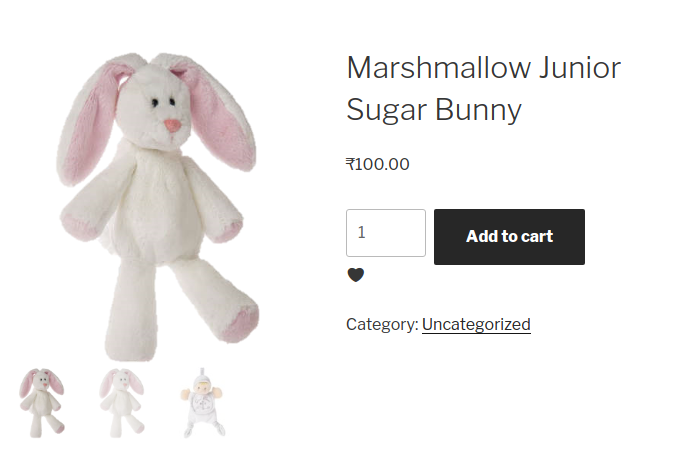 Marshmallow Junior
Sugar Bunny
₹100.00
1
Add to cart
Category: Uncategorized